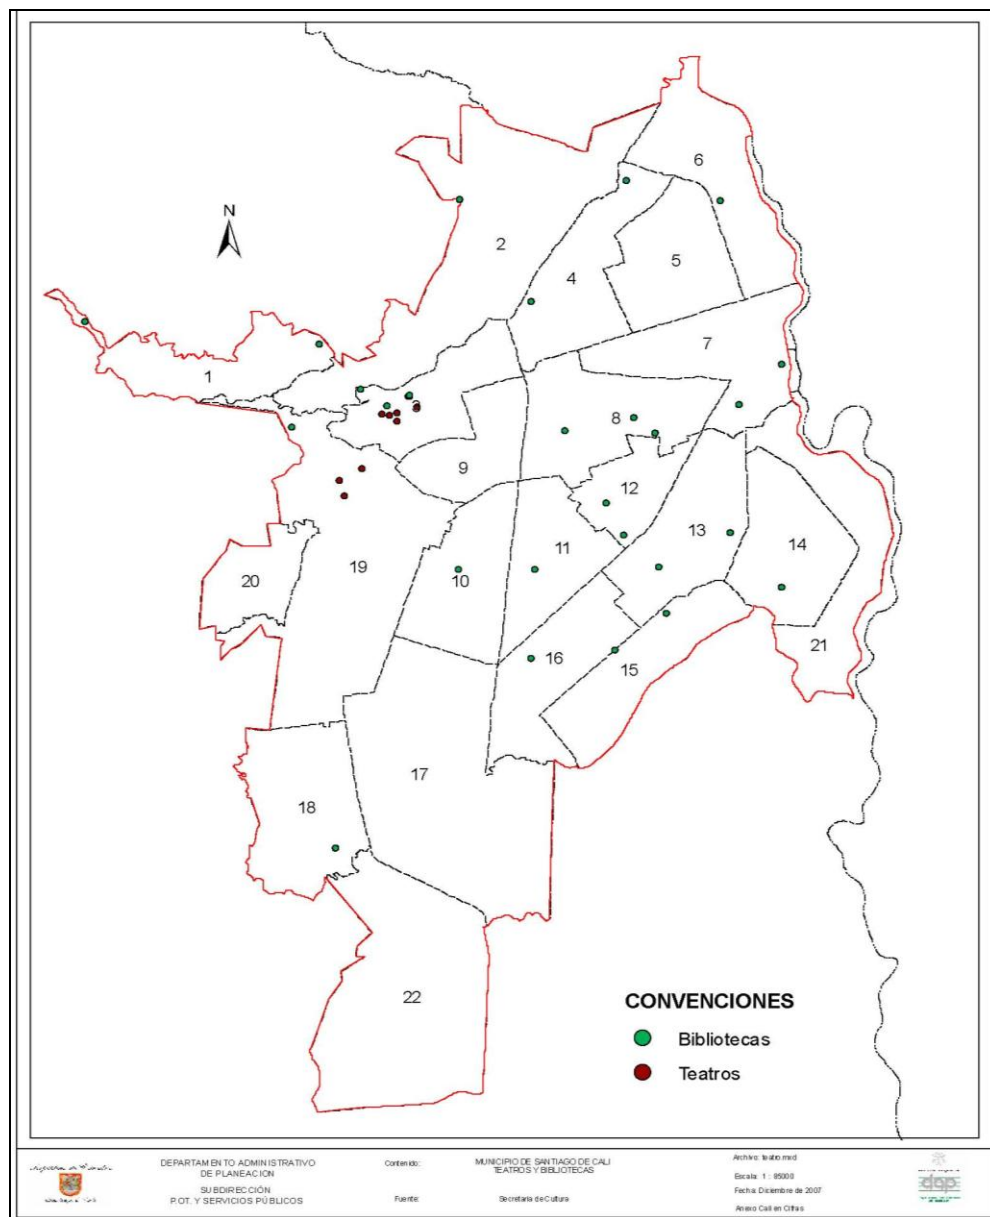 N
6
2
5
4
7
1
8
9
12
13
11
14
10
19
20
21
16
15
17
18
22
CONVENCIONES
Bibliotecas
Teatros
DEPARTAMENTO ADMINISTRATIVO
DE PLANEACION
SUBDIRECCIÓN
P.O.T. Y SERVICIOS PÚBLICOS
Contenido:
MUNICIPIO DE SANTIAGO DE CALI
TEATROS Y BIBLIOTECAS
Fuente:
Secretaria de Cultura
Archivo: teatro.mxd
Escala 1 : 95000
Fecha: Diciembre de 2007
Anexo Cali en Cifras
dap